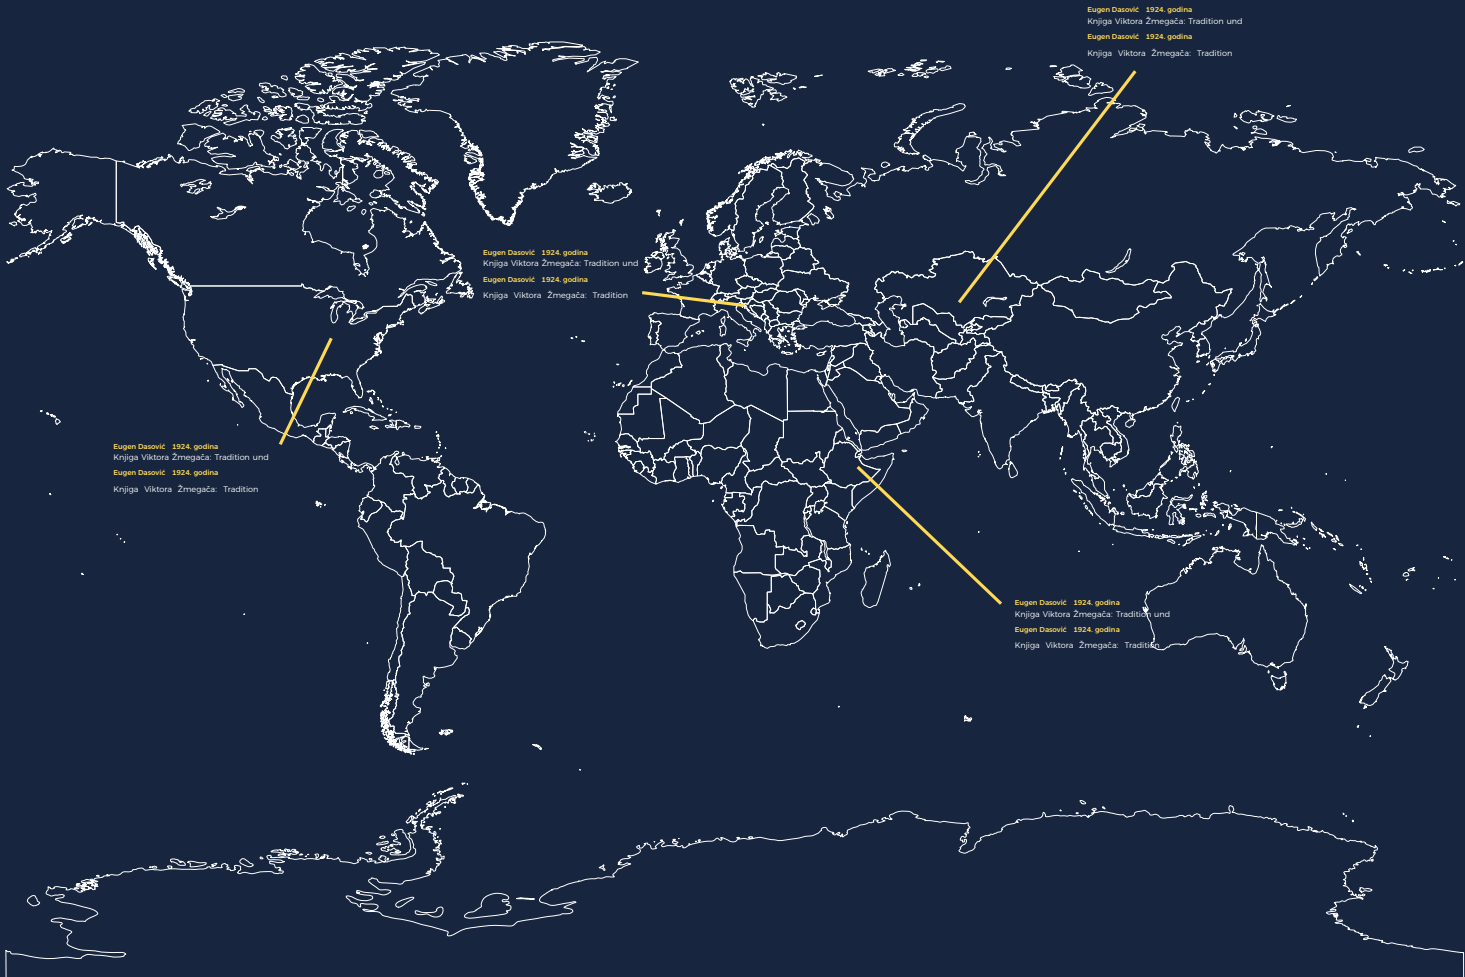 Eugen Dasović 1924. godina
Knjiga Viktora Žmegača: Tradition und
Eugen Dasović 1924. godina
Knjiga Viktora Žmegača: Tradition
Eugen Dasović 1924. godina
Knjiga Viktora Žmegača: Tradition und
Eugen Dasović 1924. godina
Knjiga Viktora Žmegača: Tradition
Eugen Dasović 1924. godina
Knjiga Viktora Žmegača: Tradition und
Eugen Dasović 1924. godina
Knjiga Viktora Žmegača: Tradition
Eugen Dasović 1924. godina
Knjiga Viktora Žmegača: Tradition und
Eugen Dasović 1924. godina
Knjiga Viktora Žmegača: Tradition